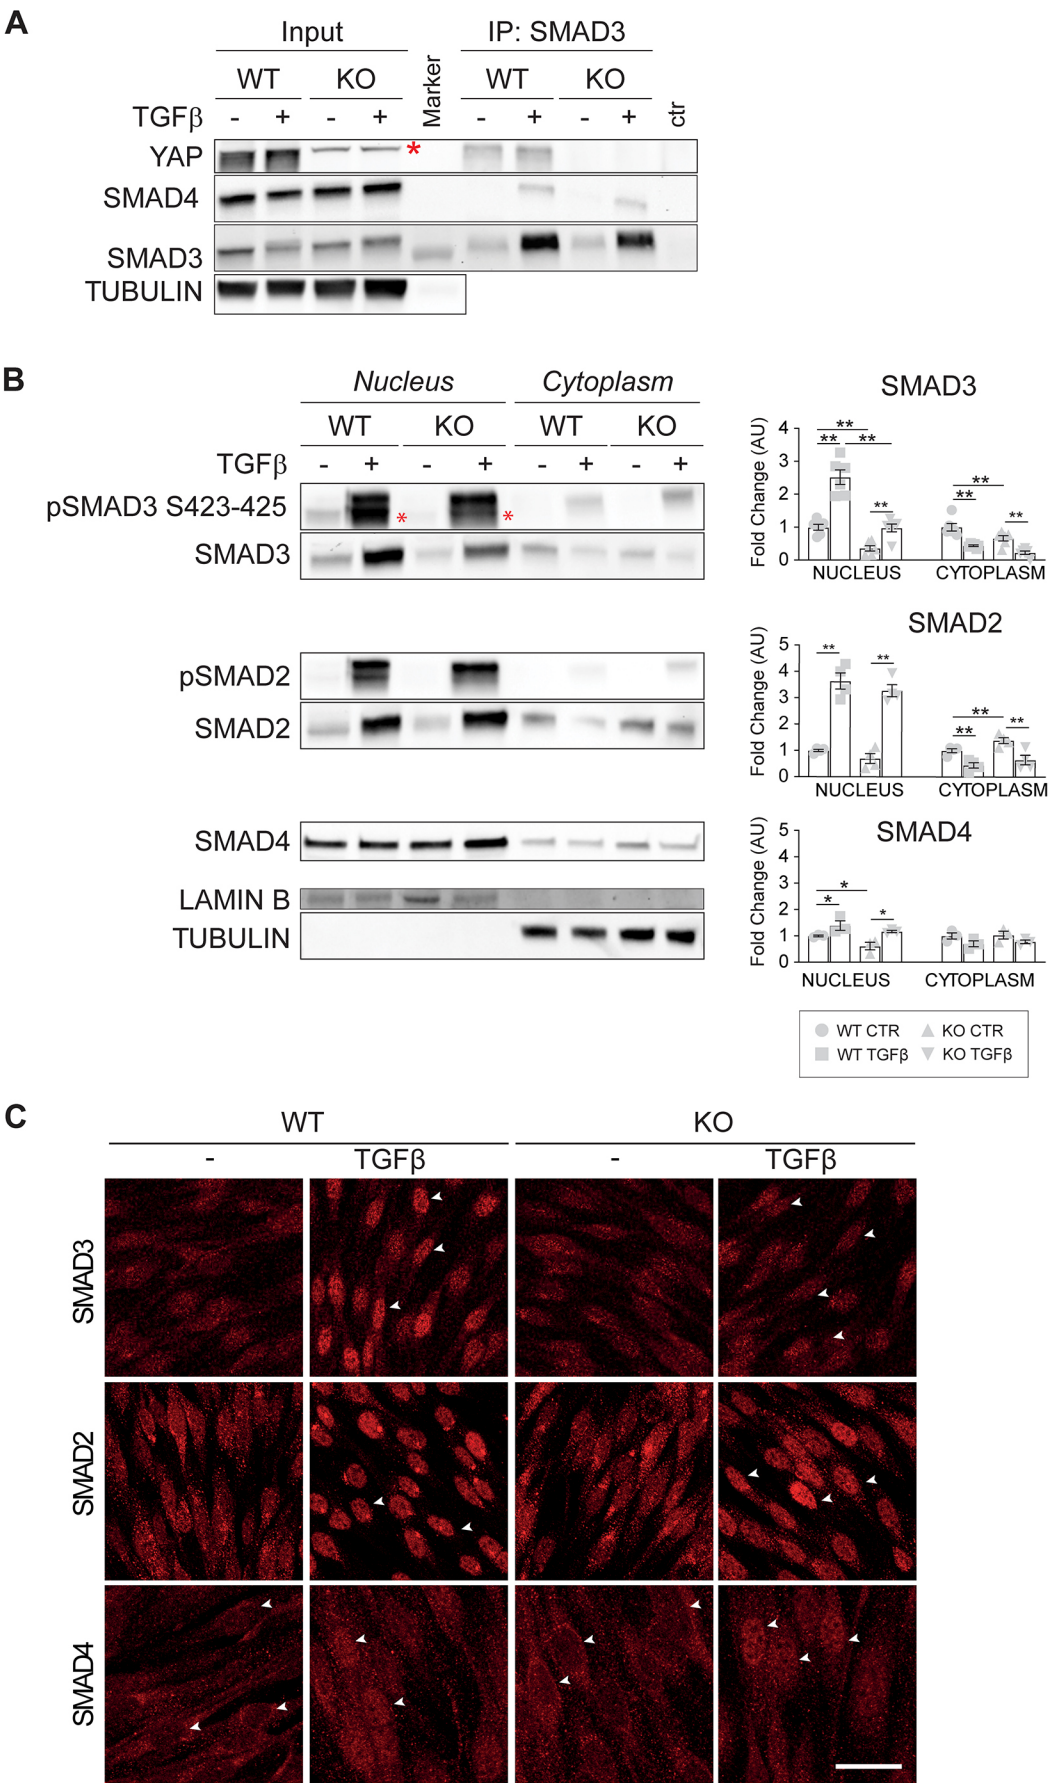 A
Input
IP: SMAD3
WT
KO
Marker
WT
KO
ctr
TGFβ
-
+
-
+
-
+
-
+
YAP
*
SMAD4
SMAD3
TUBULIN
B
Nucleus
Cytoplasm
WT
KO
WT
KO
TGFβ
-
+
-
+
-
+
-
+
pSMAD3 S423-425
*
*
SMAD3
pSMAD2
SMAD2
SMAD4
LAMIN B
TUBULIN
SMAD3
Fold Change (AU)
4
3
2
1
0
**
**
**
**
**
**
**
NUCLEUS
CYTOPLASM
SMAD2
Fold Change (AU)
5
4
3
2
1
0
**
**
**
**
**
NUCLEUS
CYTOPLASM
SMAD4
Fold Change (AU)
5
4
3
2
1
0
*
*
*
NUCLEUS
CYTOPLASM
WT CTR
KO CTR
WT TGFβ
KO TGFβ
C
WT
KO
-
TGFβ
-
TGFβ
SMAD3
SMAD2
SMAD4